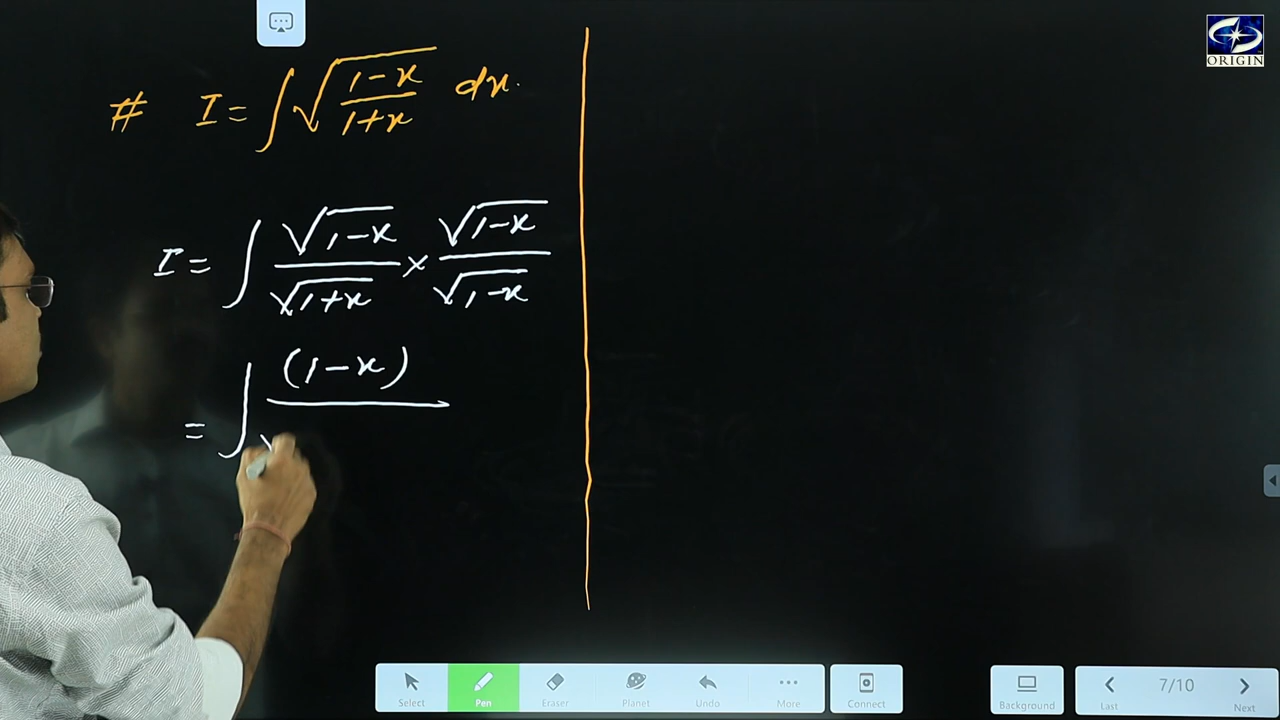 ORIGIN
# I = ∫ √(1-x / 1+x) dx.
I = ∫ √1-x / √1+x × √1-x / √1-x
= ∫ (1-x) / √
Select Pen Eraser Planet Undo More Connect Background Last 7/10 Next